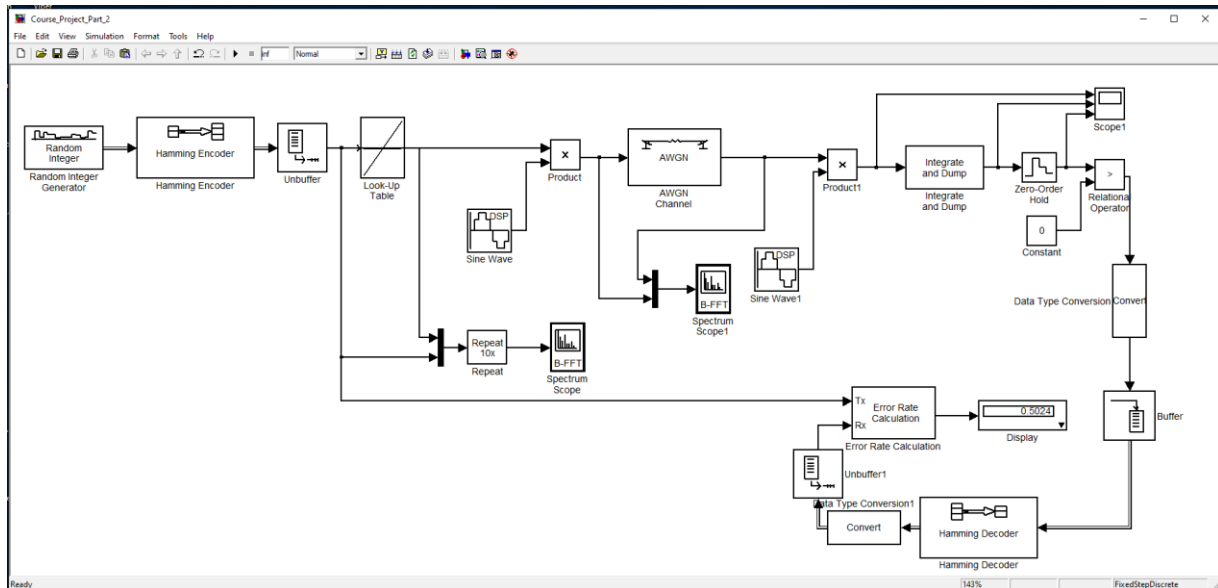 Course_Project_Part_2
File Edit View Simulation Format Tools Help
inf
Normal
Random
Integer
Random Integer
Generator
Hamming Encoder
Hamming Encoder
Unbuffer
Look-Up
Table
x
Product
DSP
Sine Wave
AWGN
AWGN
Channel
x
Product1
DSP
Sine Wave1
Integrate
and Dump
Integrate
and Dump
Zero-Order
Hold
Scope1
>
Relational
Operator
0
Constant
B-FFT
Spectrum
Scope1
Data Type Conversion
Convert
Repeat
10x
Repeat
B-FFT
Spectrum
Scope
Tx
Rx
Error Rate
Calculation
Error Rate Calculation
0.5024
Display
Buffer
Unbuffer1
Data Type Conversion1
Convert
Hamming Decoder
Hamming Decoder
Ready
143%
FixedStepDiscrete